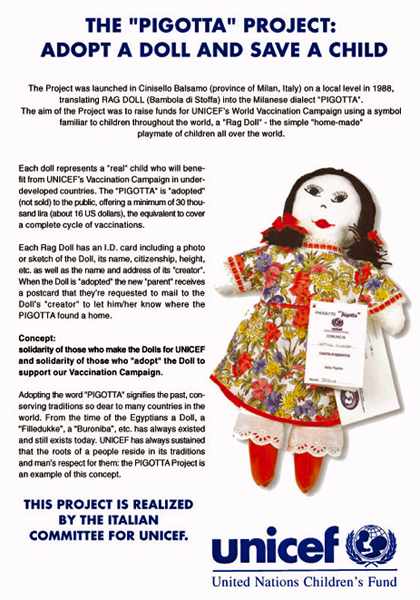 THE "PIGOTTA" PROJECT:
ADOPT A DOLL AND SAVE A CHILD
The Project was launched in Cinisello Balsamo (province of Milan, Italy) on a local level in 1988,
translating RAG DOLL (Bambola di Stoffa) into the Milanese dialect "PIGOTTA".
The aim of the Project was to raise funds for UNICEF's World Vaccination Campaign using a symbol
familiar to children throughout the world, a "Rag Doll" - the simple "home-made"
playmate of children all over the world.
Each doll represents a "real" child who will bene-
fit from UNICEF's Vaccination Campaign in under-
developed countries. The "PIGOTTA" is "adopted"
(not sold) to the public, offering a minimum of 30 thou-
sand lira (about 16 US dollars), the equivalent to cover
a complete cycle of vaccinations.
Each Rag Doll has an I.D. card including a photo
or sketch of the Doll, its name, citizenship, height,
etc. as well as the name and address of its "creator".
When the Doll is "adopted" the new "parent" receives
a postcard that they're requested to mail to the
Doll's "creator" to let him/her know where the
PIGOTTA found a home.
Concept:
solidarity of those who make the Dolls for UNICEF
and solidarity of those who "adopt" the Doll to
support our Vaccination Campaign.
Adopting the word "PIGOTTA" signifies the past, con-
serving traditions so dear to many countries in the
world. From the time of the Egyptians a Doll, a
"Filledukke", a "Buroniba", etc. has always existed
and still exists today. UNICEF has always sustained
that the roots of a people reside in its traditions
and man's respect for them: the PIGOTTA Project is
an example of this concept.
THIS PROJECT IS REALIZED
BY THE ITALIAN
COMMITTEE FOR UNICEF.
PROGETTO "Pigotta"
unicef
COMUNE DI
CARTA D'IDENTITÀ
della Pigotta
unicef
United Nations Children's Fund